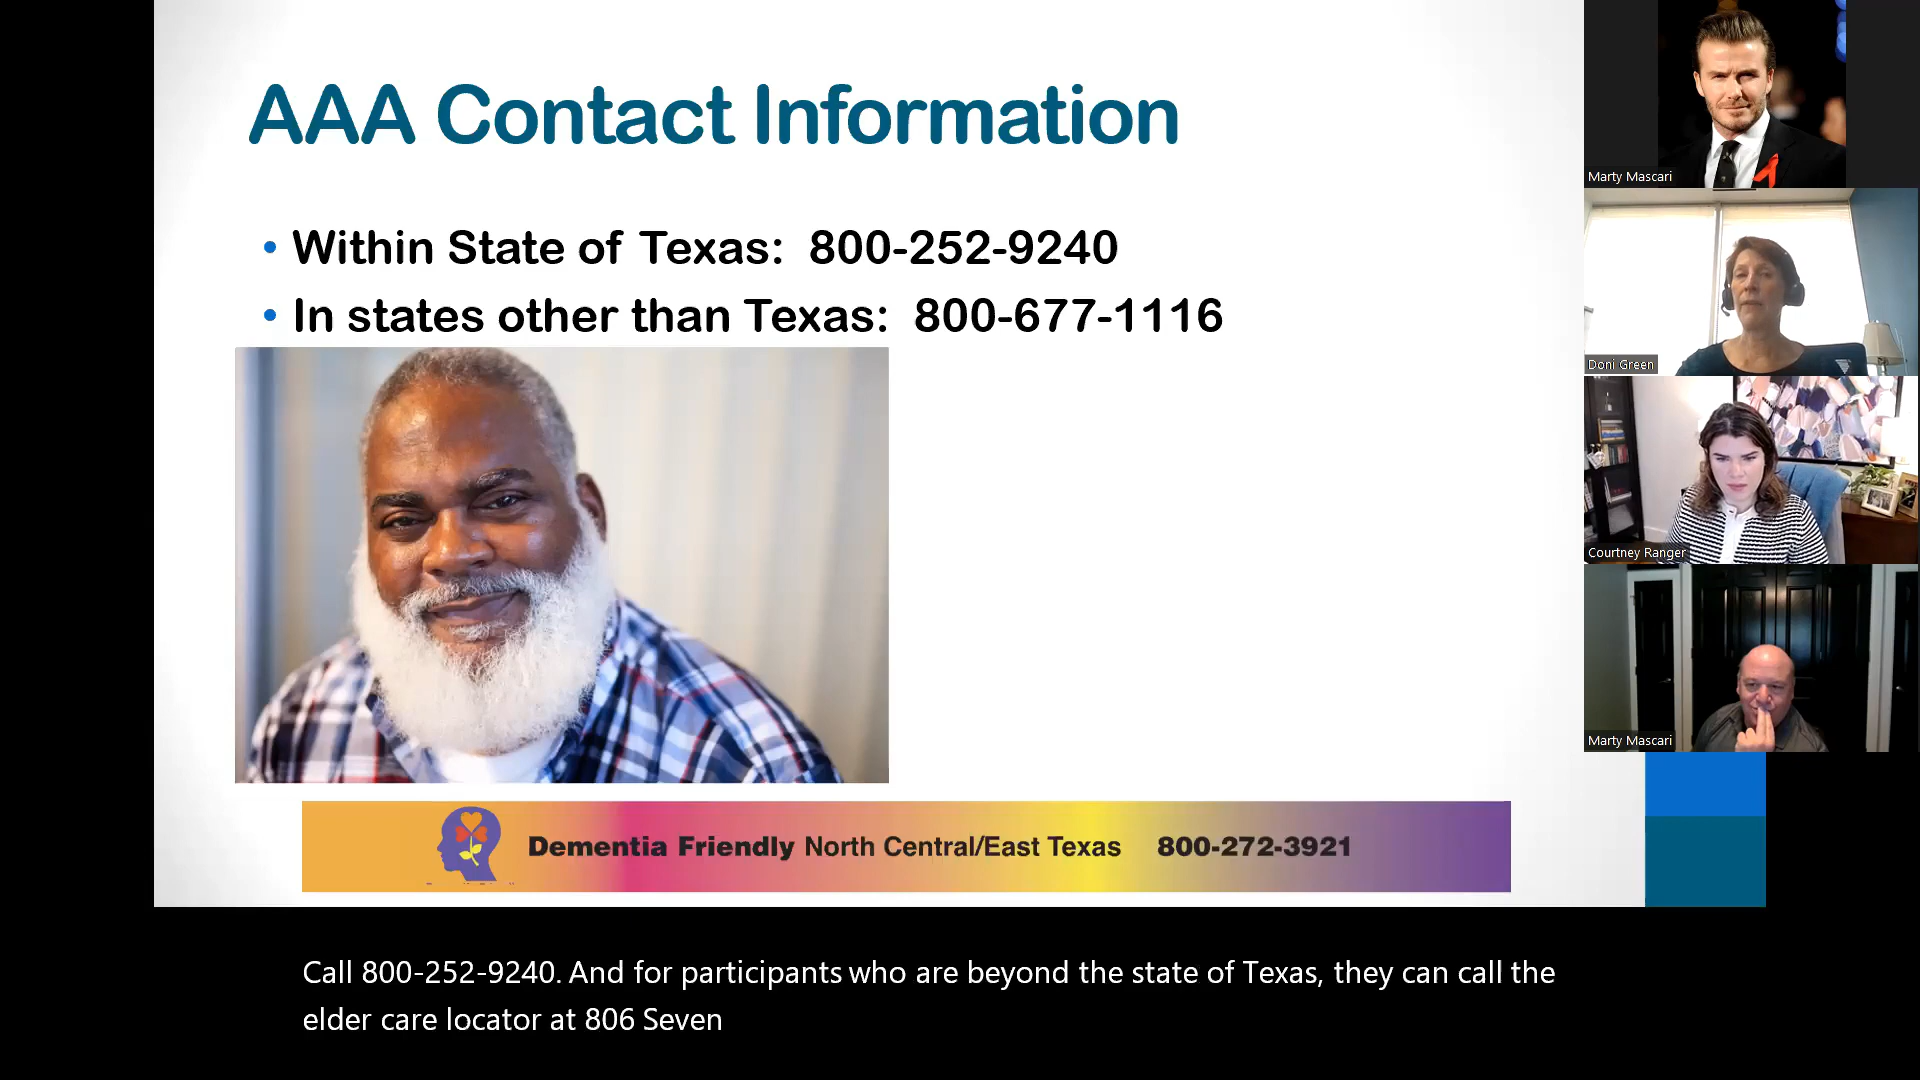 AAA Contact Information
• Within State of Texas: 800-252-9240
• In states other than Texas: 800-677-1116
Dementia Friendly North Central/East Texas 800-272-3921
Marty Mascari
Doni Green
Courtney Ranger
Marty Mascari
Call 800-252-9240. And for participants who are beyond the state of Texas, they can call the
elder care locator at 806 Seven